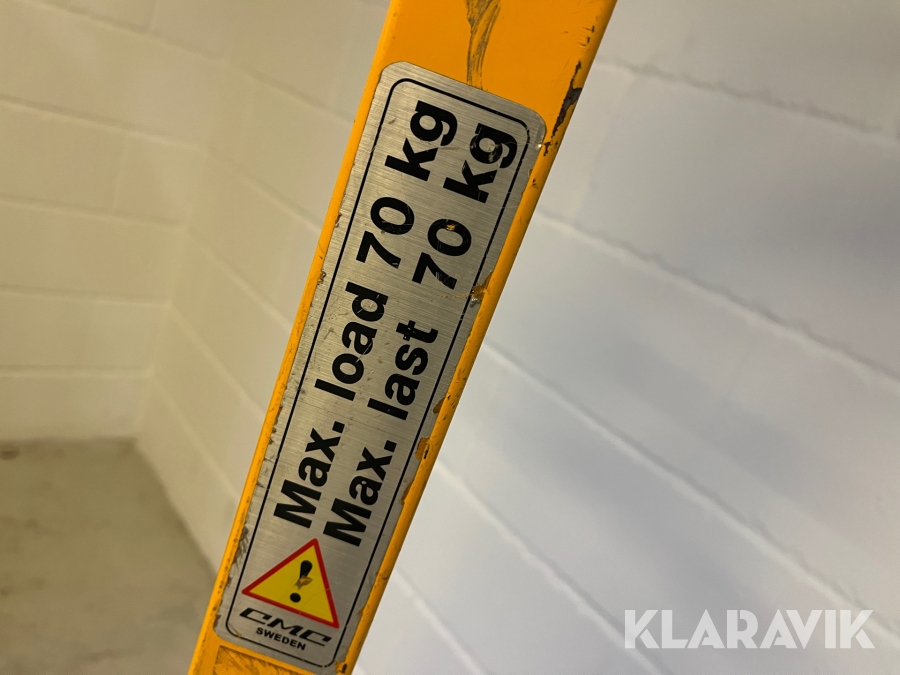 Max. load 70 kg
Max. last 70 kg
CMC
SWEDEN
KLARAVIK